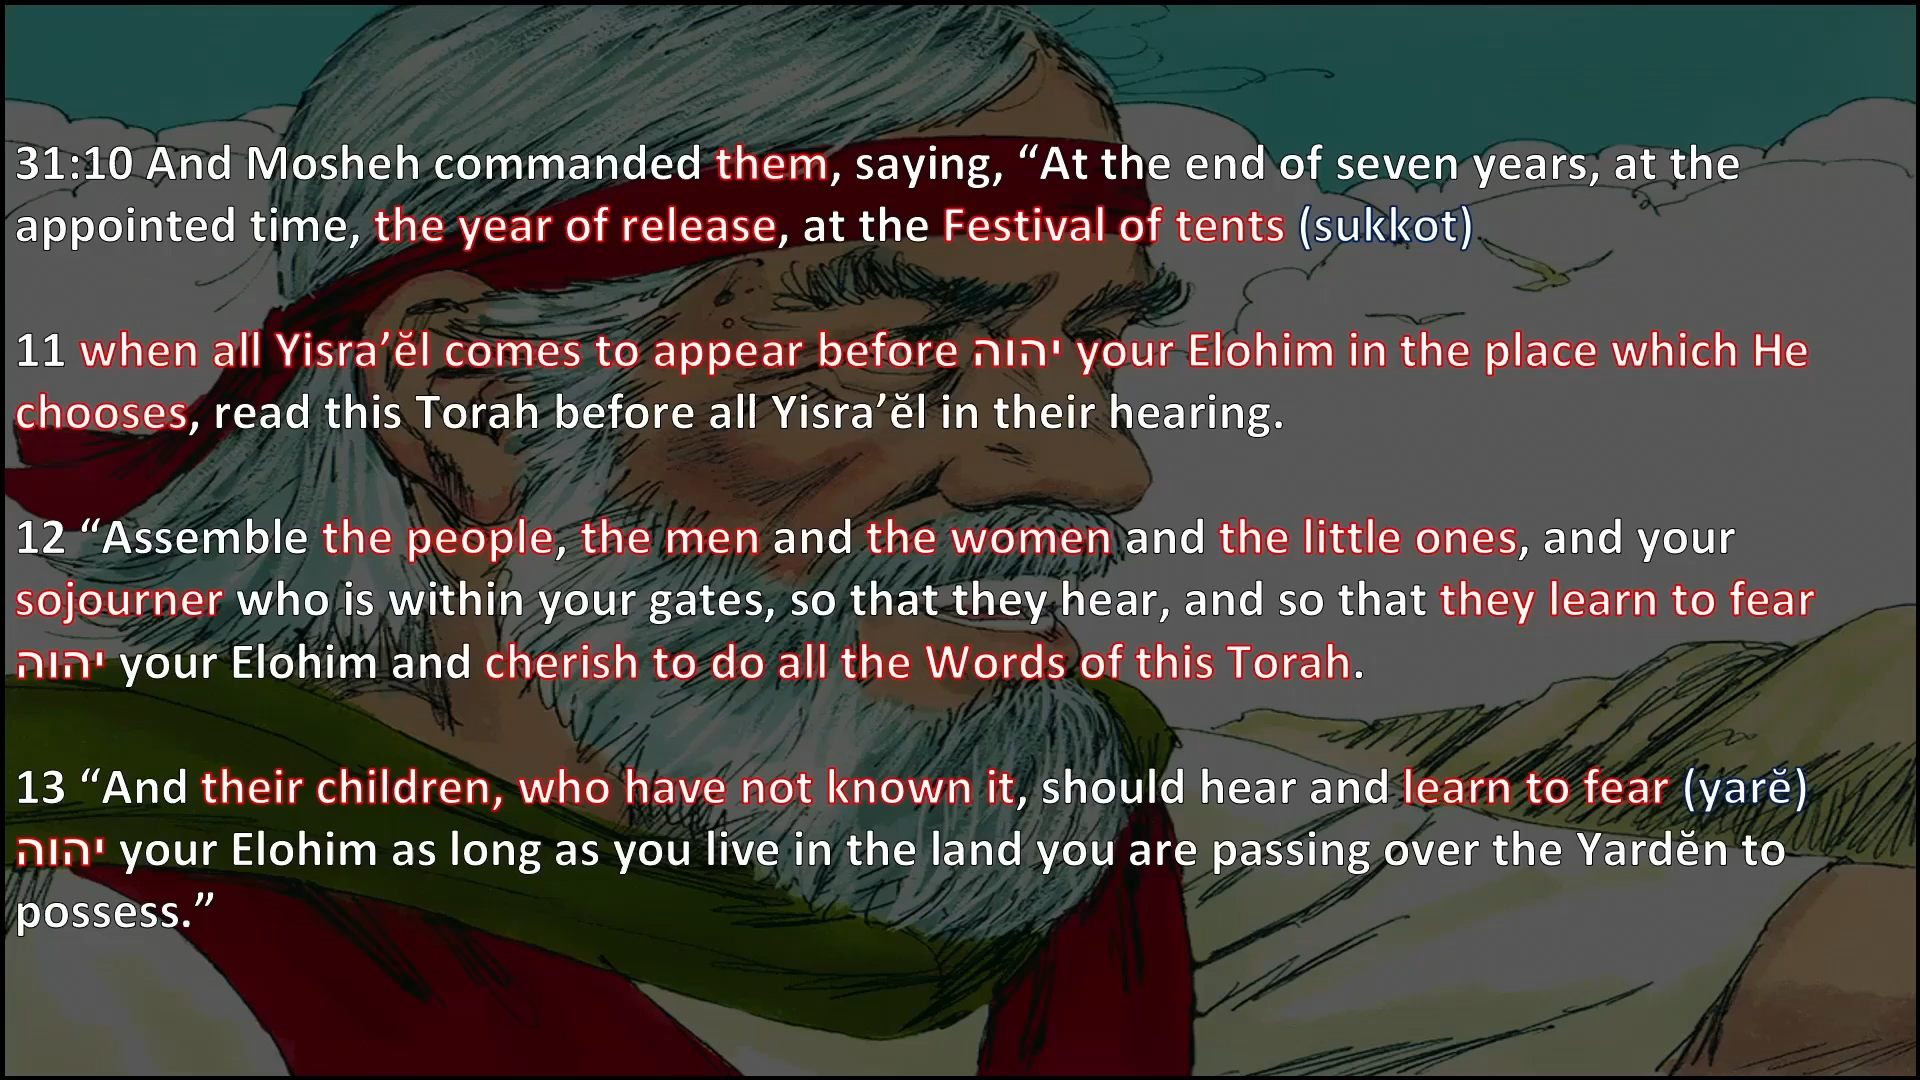 31:10 And Mosheh commanded them, saying, “At the end of seven years, at the
appointed time, the year of release, at the Festival of tents (sukkot)
11 when all Yisra’ĕl comes to appear before יהוה your Elohim in the place which He
chooses, read this Torah before all Yisra’ĕl in their hearing.
12 “Assemble the people, the men and the women and the little ones, and your
sojourner who is within your gates, so that they hear, and so that they learn to fear
יהוה your Elohim and cherish to do all the Words of this Torah.
13 “And their children, who have not known it, should hear and learn to fear (yarĕ)
יהוה your Elohim as long as you live in the land you are passing over the Yardĕn to
possess.”